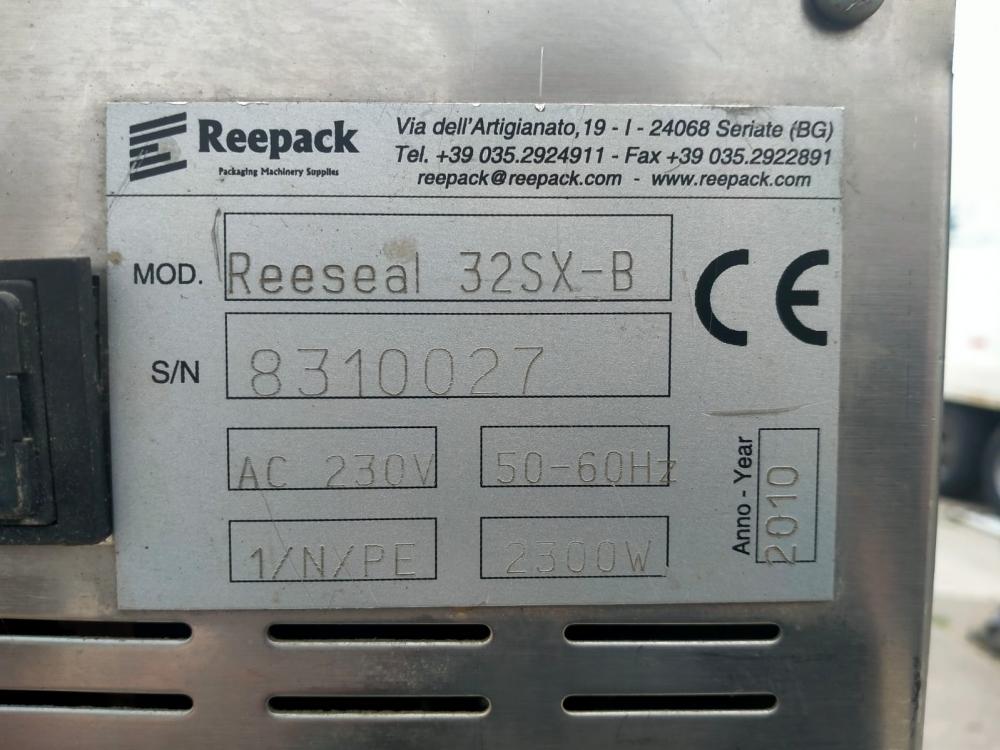 Reepack
Packaging Machinery Supplies
Via dell'Artigianato,19 - I - 24068 Seriate (BG)
Tel. +39 035.2924911 - Fax +39 035.2922891
reepack@reepack.com - www.reepack.com
MOD. Reeseal 32SX-B
CE
S/N 8310027
AC 230V 50-60Hz
1/N/PE 2300W
Anno - Year 2010